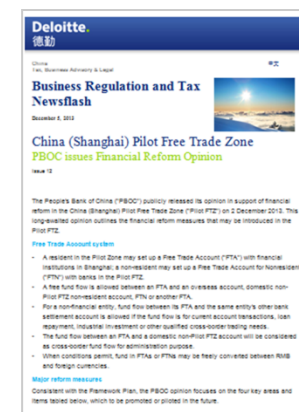 Deloitte.
德勤
China
Tax, Business Advisory & Legal
中文
Business Regulation and Tax
Newsflash
December 5, 2013
China (Shanghai) Pilot Free Trade Zone
PBOC issues Financial Reform Opinion
Issue 12
The People's Bank of China ("PBOC") publicly released its opinion in support of financial
reform in the China (Shanghai) Pilot Free Trade Zone ("Pilot FTZ") on 2 December 2013. This
long-awaited opinion outlines the financial reform measures that may be introduced in the
Pilot FTZ.
Free Trade Account system
- A resident in the Pilot Zone may set up a Free Trade Account ("FTA") with financial
institutions in Shanghai; a non-resident may set up a Free Trade Account for Nonresident
("FTN") with banks in the Pilot FTZ.
- A free fund flow is allowed between an FTA and an overseas account, domestic non-
Pilot FTZ nonresident account, FTN or another FTA.
- For a non-financial entity, fund flow between its FTA and the same entity's other bank
settlement account is allowed if the fund flow is for current account transactions, loan
repayment, industrial investment or other qualified cross-border trading needs.
- The fund flow between an FTA and a domestic non-Pilot FTZ account will be considered
as cross-border fund flow for administration purpose.
- When conditions permit, fund in FTAs or FTNs may be freely converted between RMB
and foreign currencies.
Major reform measures
Consistent with the Framework Plan, the PBOC opinion focuses on the four key areas and
items tabled below, which to be promoted or piloted in the future.